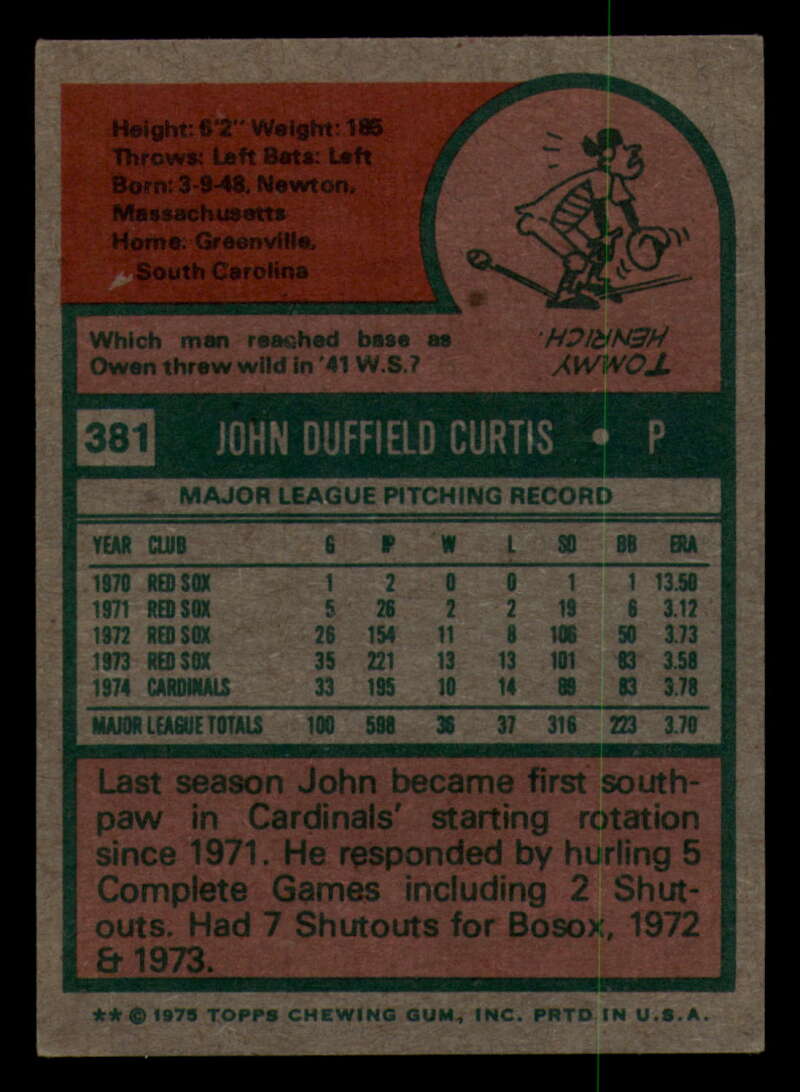 Height: 6'2" Weight: 185
Throws: Left Bats: Left
Born: 3-9-48, Newton,
Massachusetts
Home: Greenville,
South Carolina
Which man reached base as
Owen threw wild in '41 W.S.?
TOMMY
HENRICH.
381 JOHN DUFFIELD CURTIS • P
MAJOR LEAGUE PITCHING RECORD
YEAR CLUB G IP W L SO BB ERA
1970 RED SOX 1 2 0 0 1 1 13.50
1971 RED SOX 5 26 2 2 19 6 3.12
1972 RED SOX 26 154 11 8 106 50 3.73
1973 RED SOX 35 221 13 13 101 83 3.58
1974 CARDINALS 33 195 10 14 89 83 3.78
MAJOR LEAGUE TOTALS 100 598 36 37 316 223 3.70
Last season John became first south-
paw in Cardinals' starting rotation
since 1971. He responded by hurling 5
Complete Games including 2 Shut-
outs. Had 7 Shutouts for Bosox, 1972
& 1973.
** © 1975 TOPPS CHEWING GUM, INC. PRTD IN U.S.A.